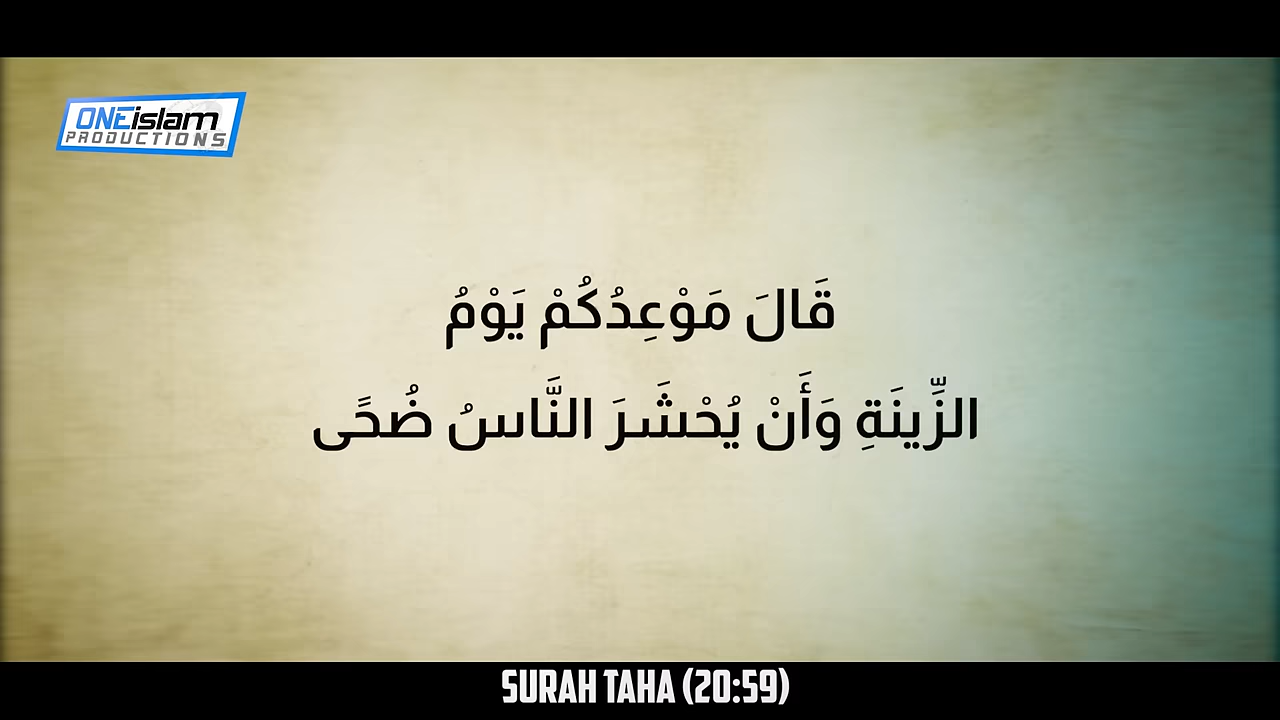 ONEislam
PRODUCTIONS
قَالَ مَوْعِدُكُمْ يَوْمُ
الزِّينَةِ وَأَنْ يُحْشَرَ النَّاسُ ضُحًى
SURAH TAHA (20:59)